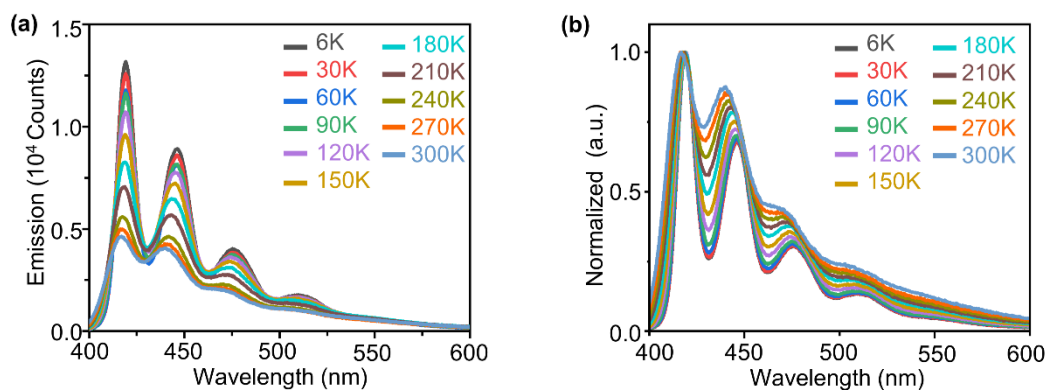 (a)
Emission (10⁴ Counts)
1.5
1.0
0.5
0.0
400 450 500 550 600
Wavelength (nm)
6K 180K
30K 210K
60K 240K
90K 270K
120K 300K
150K
(b)
Normalized (a.u.)
1.0
0.5
0.0
400 450 500 550 600
Wavelength (nm)
6K 180K
30K 210K
60K 240K
90K 270K
120K 300K
150K